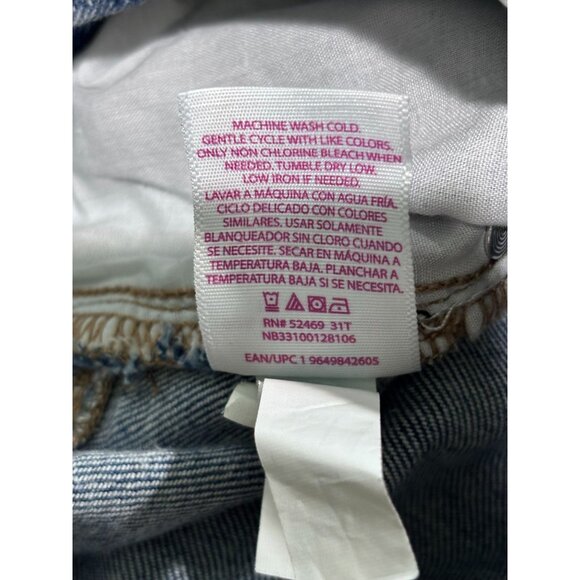 MACHINE WASH COLD.
GENTLE CYCLE WITH LIKE COLORS.
ONLY NON CHLORINE BLEACH WHEN
NEEDED. TUMBLE DRY LOW.
LOW IRON IF NEEDED.
LAVAR A MÁQUINA CON AGUA FRÍA.
CICLO DELICADO CON COLORES
SIMILARES. USAR SOLAMENTE
BLANQUEADOR SIN CLORO CUANDO
SE NECESITE. SECAR EN MÁQUINA A
TEMPERATURA BAJA. PLANCHAR A
TEMPERATURA BAJA SI SE NECESITA.
RN# 52469 31T
NB33100128106
EAN/UPC 1 9649842605